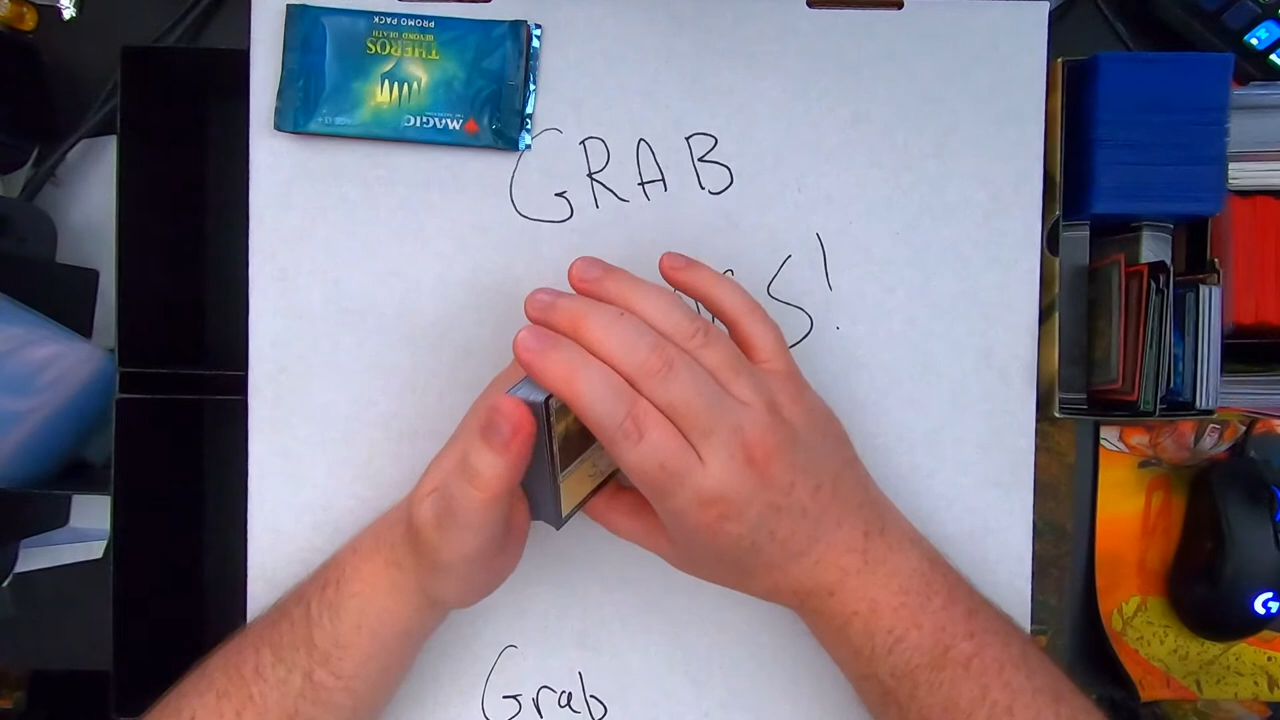 PROMO PACK
BEYOND DEATH
THEROS
MAGIC
GRAB
S!
Grab